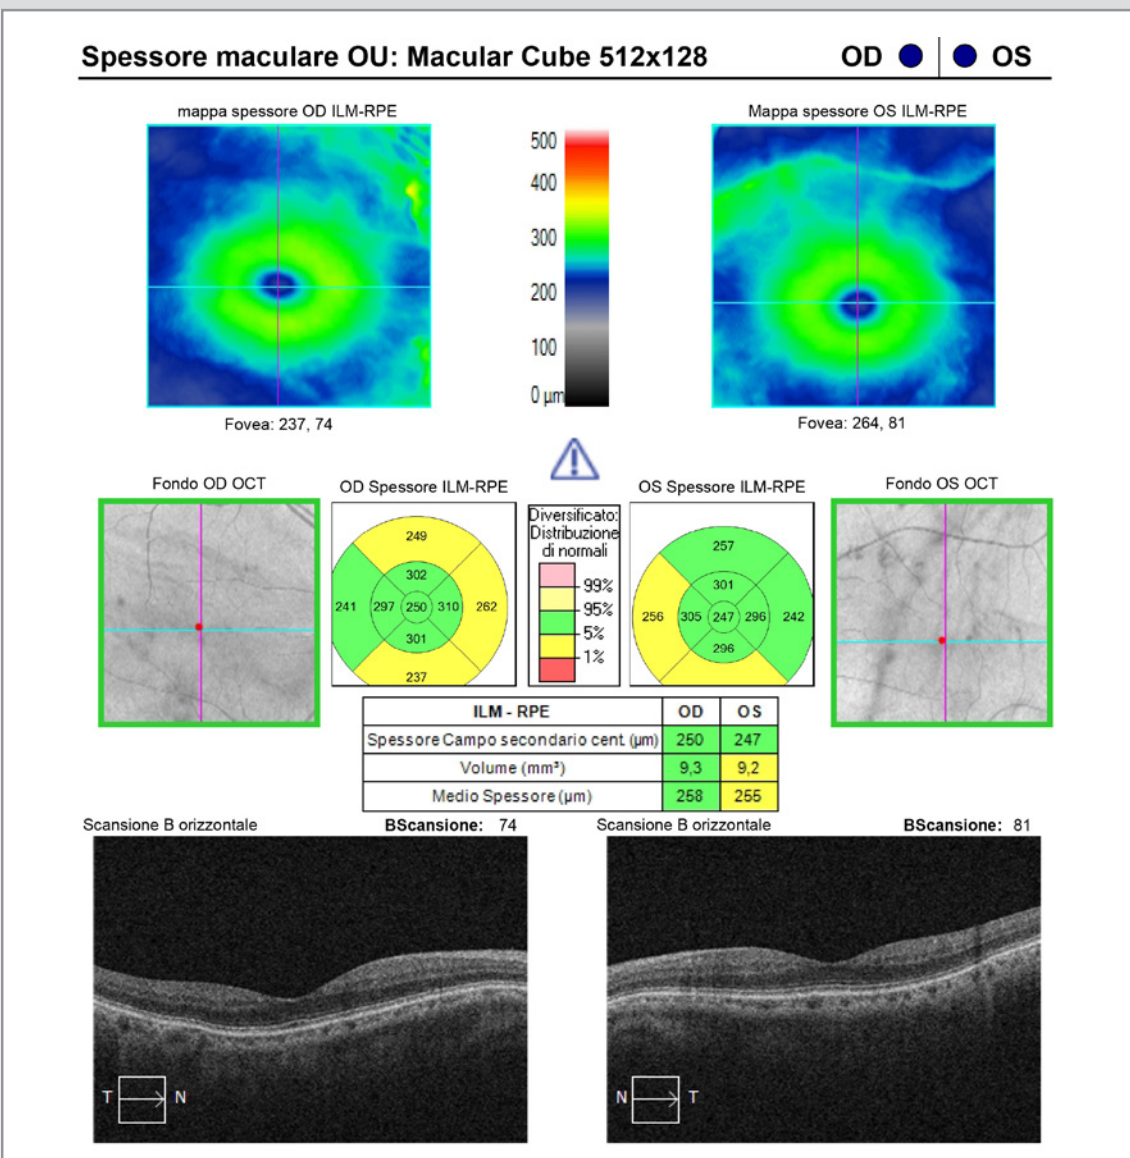 Spessore maculare OU: Macular Cube 512x128
OD OS
mappa spessore OD ILM-RPE
Mappa spessore OS ILM-RPE
500
400
300
200
100
0 µm
Fovea: 237, 74
Fovea: 264, 81
Fondo OD OCT
OD Spessore ILM-RPE
OS Spessore ILM-RPE
Fondo OS OCT
249
302
241 297 250 310 262
301
237
Diversificato:
Distribuzione
di normali
99%
95%
5%
1%
257
301
256 305 247 296 242
296
ILM - RPE OD OS
Spessore Campo secondario cent. (µm) 250 247
Volume (mm³) 9,3 9,2
Medio Spessore (µm) 258 255
Scansione B orizzontale BScansione: 74
Scansione B orizzontale BScansione: 81
T N
N T